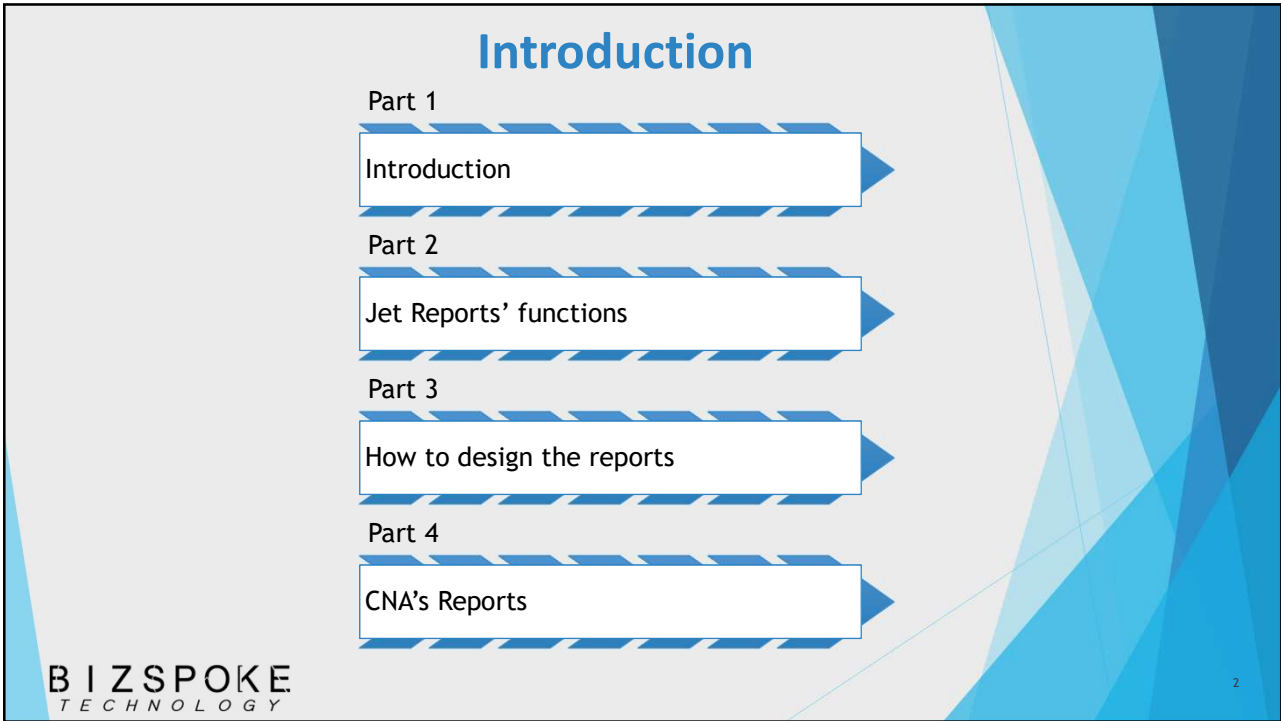 Introduction
Part 1
Introduction
Part 2
Jet Reports’ functions
Part 3
How to design the reports
Part 4
CNA’s Reports
BIZSPOKE
TECHNOLOGY
2